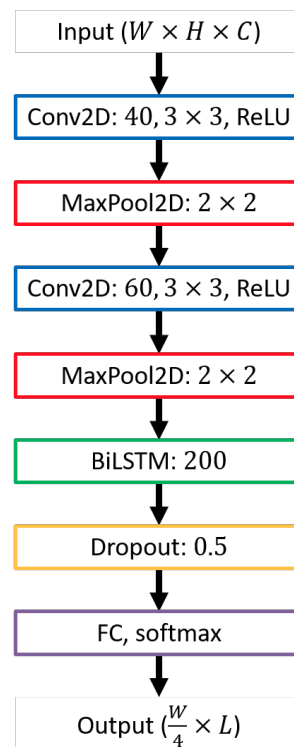 Input (W × H × C)
Conv2D: 40, 3 × 3, ReLU
MaxPool2D: 2 × 2
Conv2D: 60, 3 × 3, ReLU
MaxPool2D: 2 × 2
BiLSTM: 200
Dropout: 0.5
FC, softmax
Output (W/4 × L)